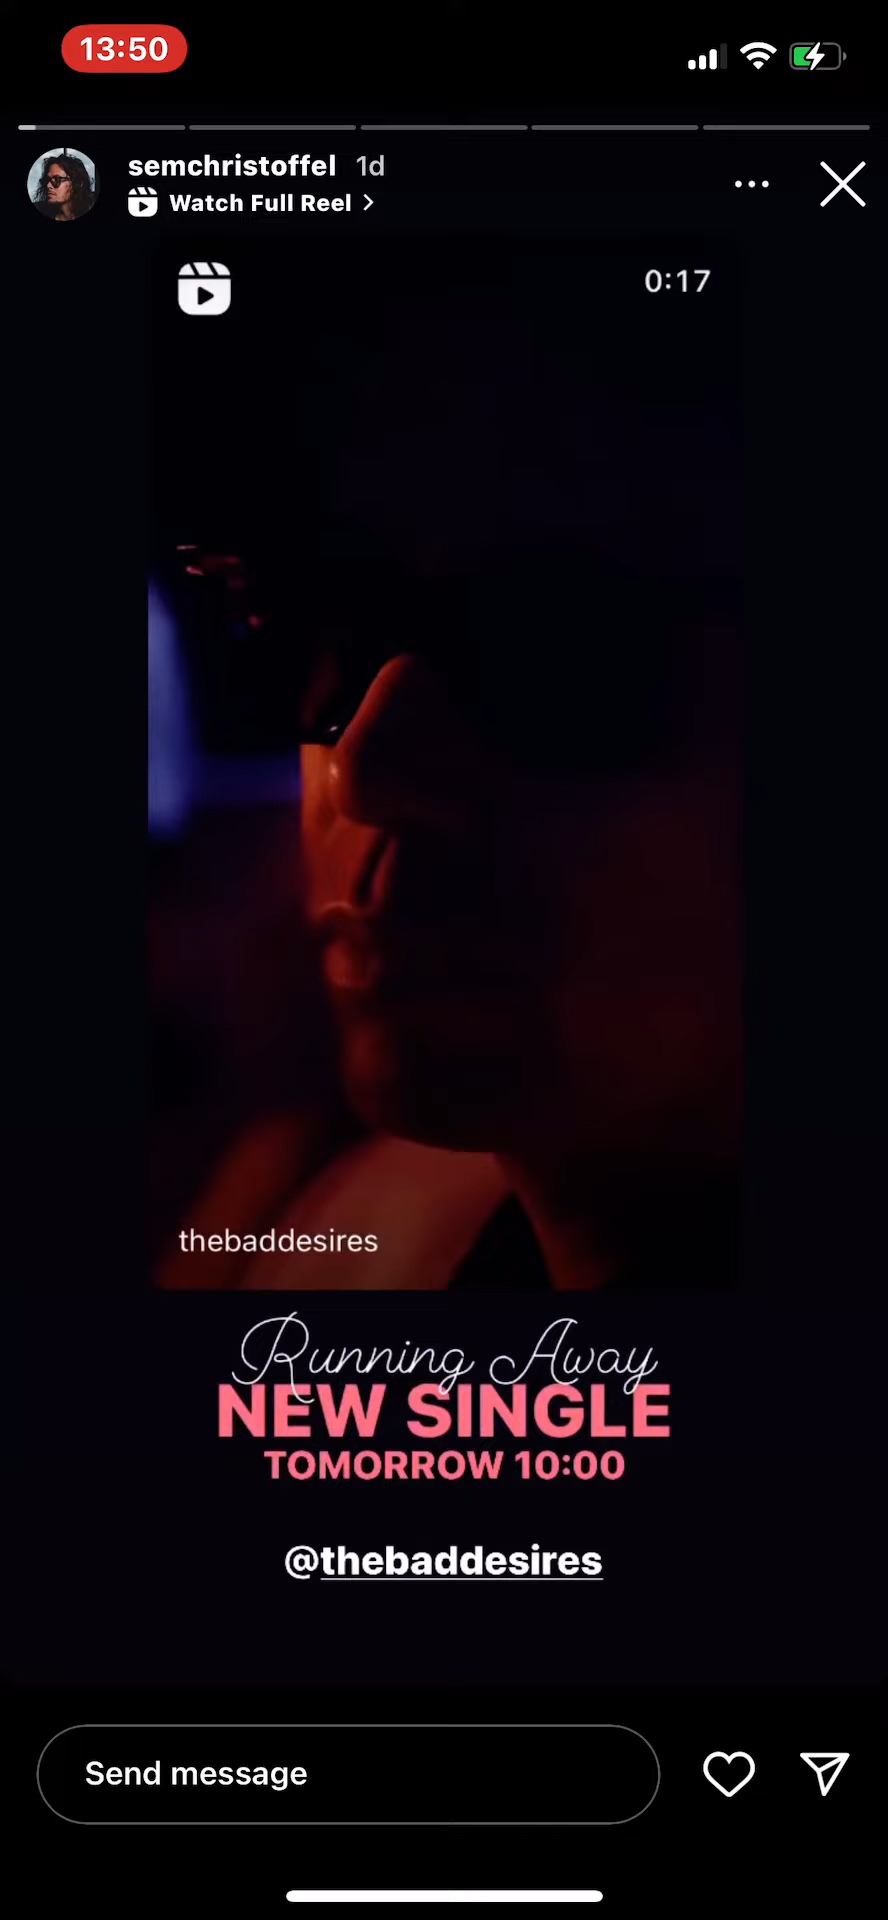 13:50
semchristoffel 1d
Watch Full Reel >
0:17
thebaddesires
Running Away
NEW SINGLE
TOMORROW 10:00
@thebaddesires
Send message